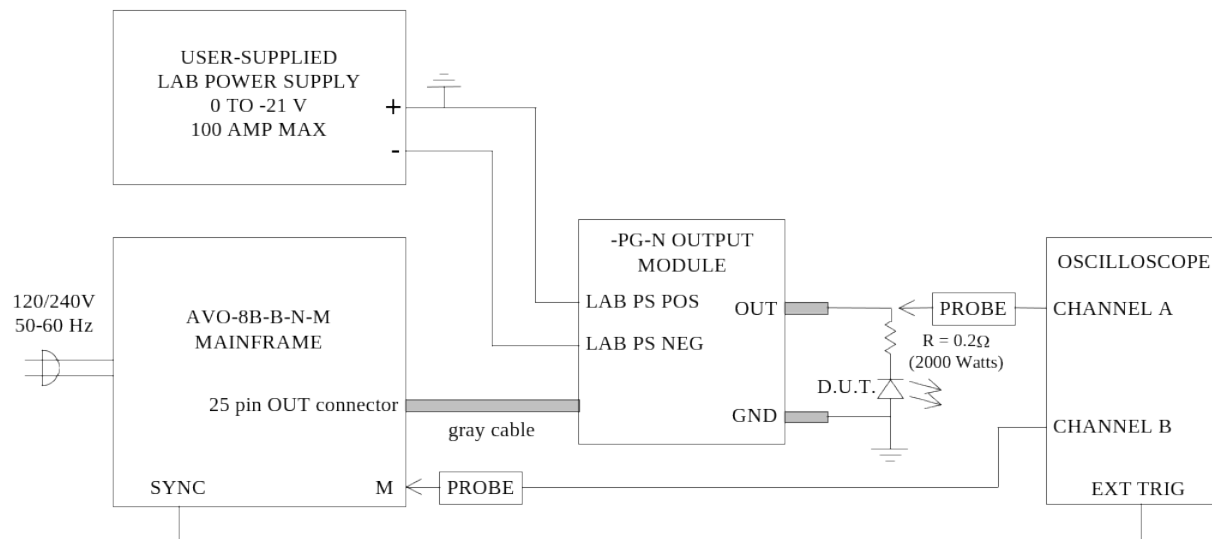 USER-SUPPLIED
LAB POWER SUPPLY
0 TO -21 V
100 AMP MAX
+
-
120/240V
50-60 Hz
AVO-8B-B-N-M
MAINFRAME
25 pin OUT connector
gray cable
SYNC
M
PROBE
-PG-N OUTPUT
MODULE
LAB PS POS
LAB PS NEG
OUT
GND
PROBE
R = 0.2Ω
(2000 Watts)
D.U.T.
OSCILLOSCOPE
CHANNEL A
CHANNEL B
EXT TRIG